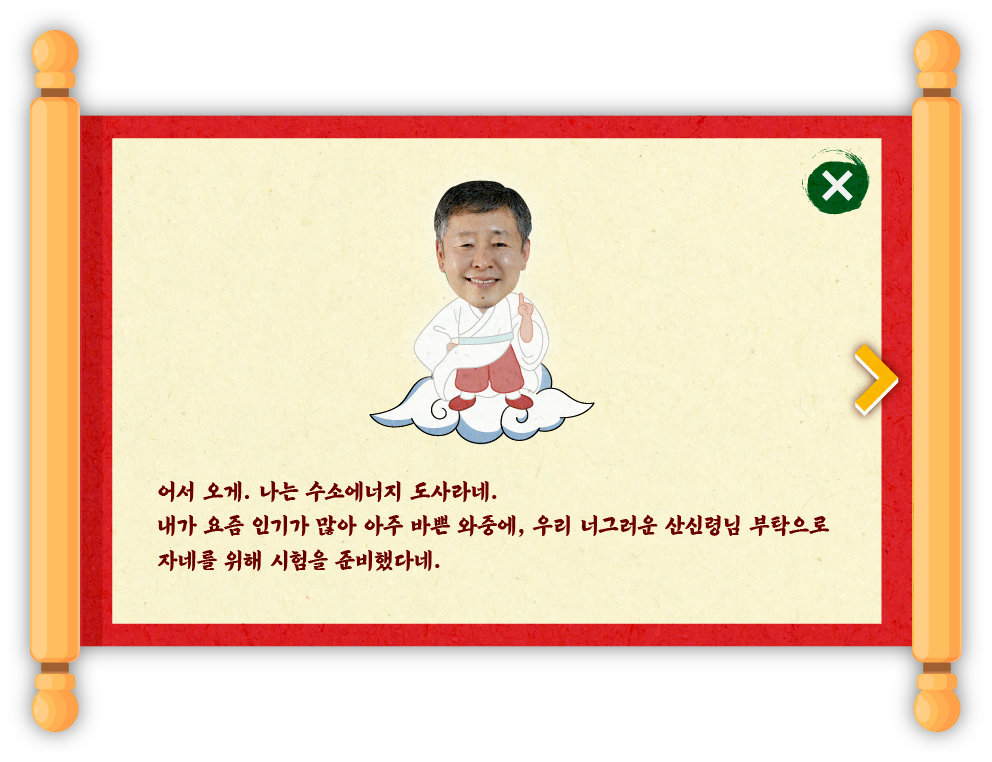 어서 오게. 나는 수소에너지 도사라네.
내가 요즘 인기가 많아 아주 바쁜 와중에, 우리 너그러운 산신령님 부탁으로
자네를 위해 시험을 준비했다네.